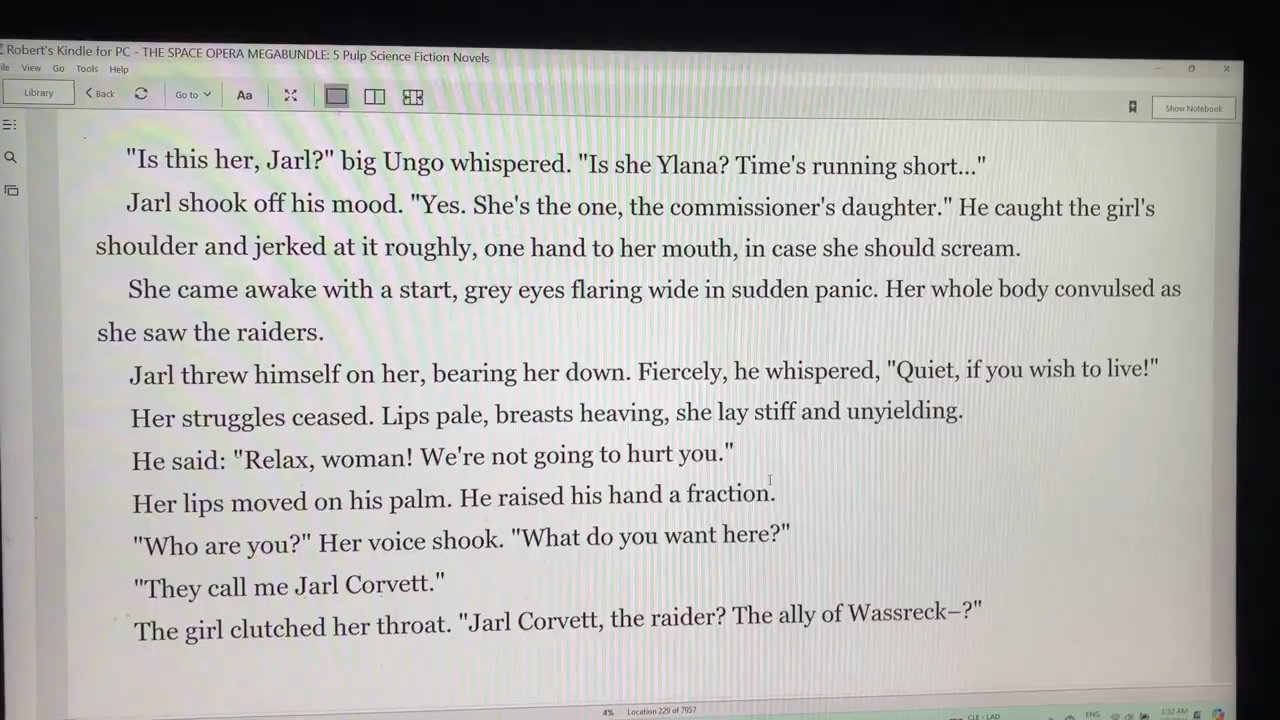 Robert's Kindle for PC - THE SPACE OPERA MEGABUNDLE: 5 Pulp Science Fiction Novels
View Go Tools Help
Library Back Go to Aa Show Notebook
"Is this her, Jarl?" big Ungo whispered. "Is she Ylana? Time's running short..."
Jarl shook off his mood. "Yes. She's the one, the commissioner's daughter." He caught the girl's
shoulder and jerked at it roughly, one hand to her mouth, in case she should scream.
She came awake with a start, grey eyes flaring wide in sudden panic. Her whole body convulsed as
she saw the raiders.
Jarl threw himself on her, bearing her down. Fiercely, he whispered, "Quiet, if you wish to live!"
Her struggles ceased. Lips pale, breasts heaving, she lay stiff and unyielding.
He said: "Relax, woman! We're not going to hurt you."
Her lips moved on his palm. He raised his hand a fraction.
"Who are you?" Her voice shook. "What do you want here?"
"They call me Jarl Corvett."
The girl clutched her throat. "Jarl Corvett, the raider? The ally of Wassreck–?"
4% Location 229 of 7957
CLE - LAD ENG 1:32 AM